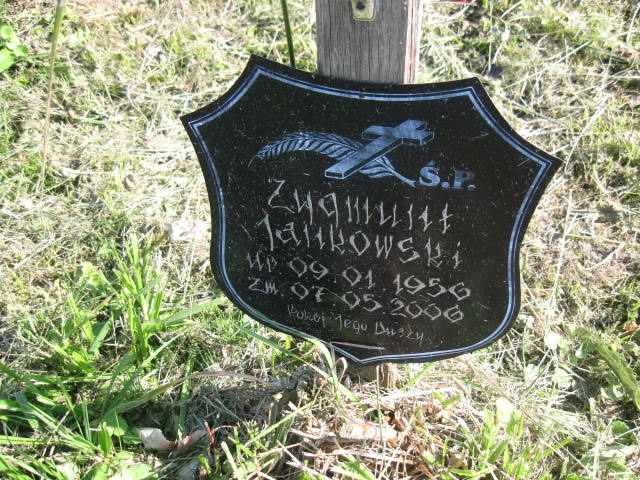 Ś.P.
Zygmunt
Jankowski
Ur. 09.01.1956
Zm. 07.05.2006
Pokój Jego Duszy